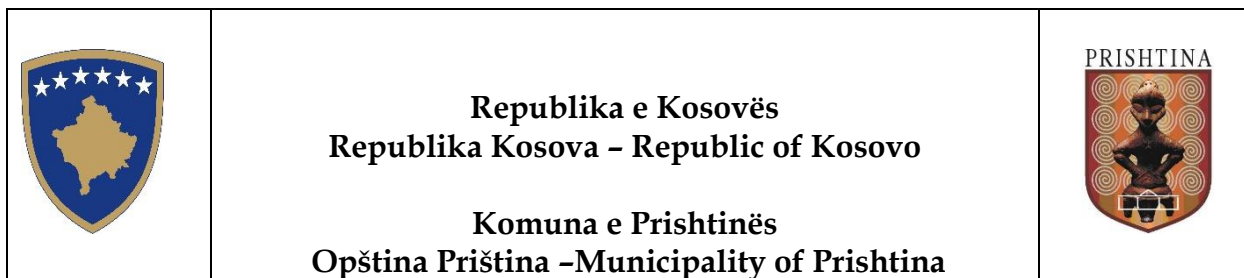 Republika e Kosovës
Republika Kosova – Republic of Kosovo
Komuna e Prishtinës
Opština Priština –Municipality of Prishtina
PRISHTINA